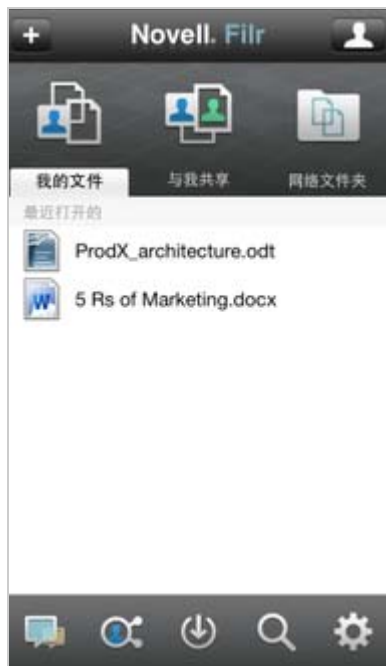 Novell. Filr
我的文件 与我共享 网络文件夹
最近打开的
ProdX_architecture.odt
5 Rs of Marketing.docx